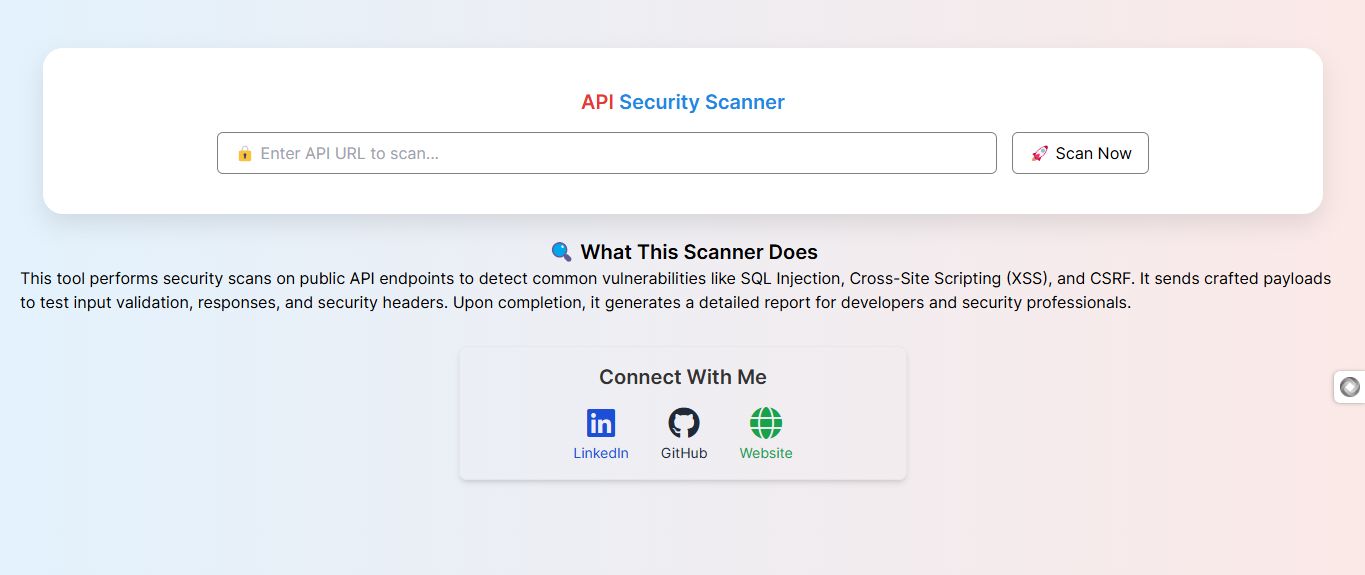 API Security Scanner
🔒 Enter API URL to scan...
🚀 Scan Now
🔍 What This Scanner Does
This tool performs security scans on public API endpoints to detect common vulnerabilities like SQL Injection, Cross-Site Scripting (XSS), and CSRF. It sends crafted payloads
to test input validation, responses, and security headers. Upon completion, it generates a detailed report for developers and security professionals.
Connect With Me
LinkedIn
GitHub
Website